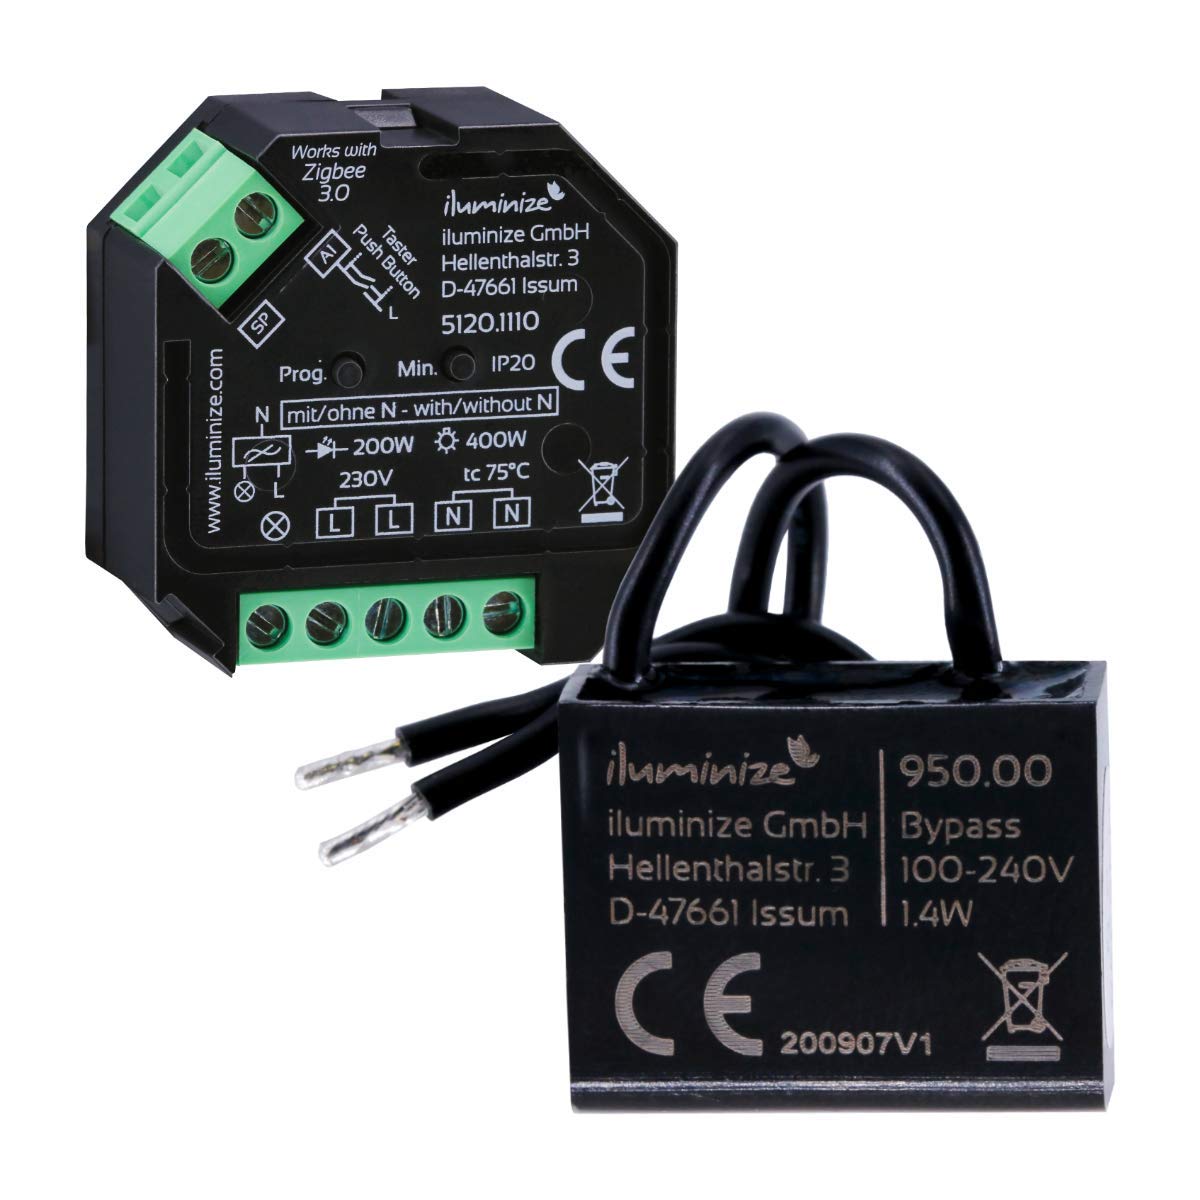 Works with
Zigbee
3.0
iluminize
iluminize GmbH
Hellenthalstr. 3
D-47661 Issum
5120.1110
Taster
Push Button
A1
L
SP
Prog.
Min.
IP20
CE
mit/ohne N - with/without N
www.iluminize.com
N
L
200W
400W
230V
tc 75°C
L
L
N
N
iluminize
iluminize GmbH
Hellenthalstr. 3
D-47661 Issum
950.00
Bypass
100-240V
1.4W
CE
200907V1